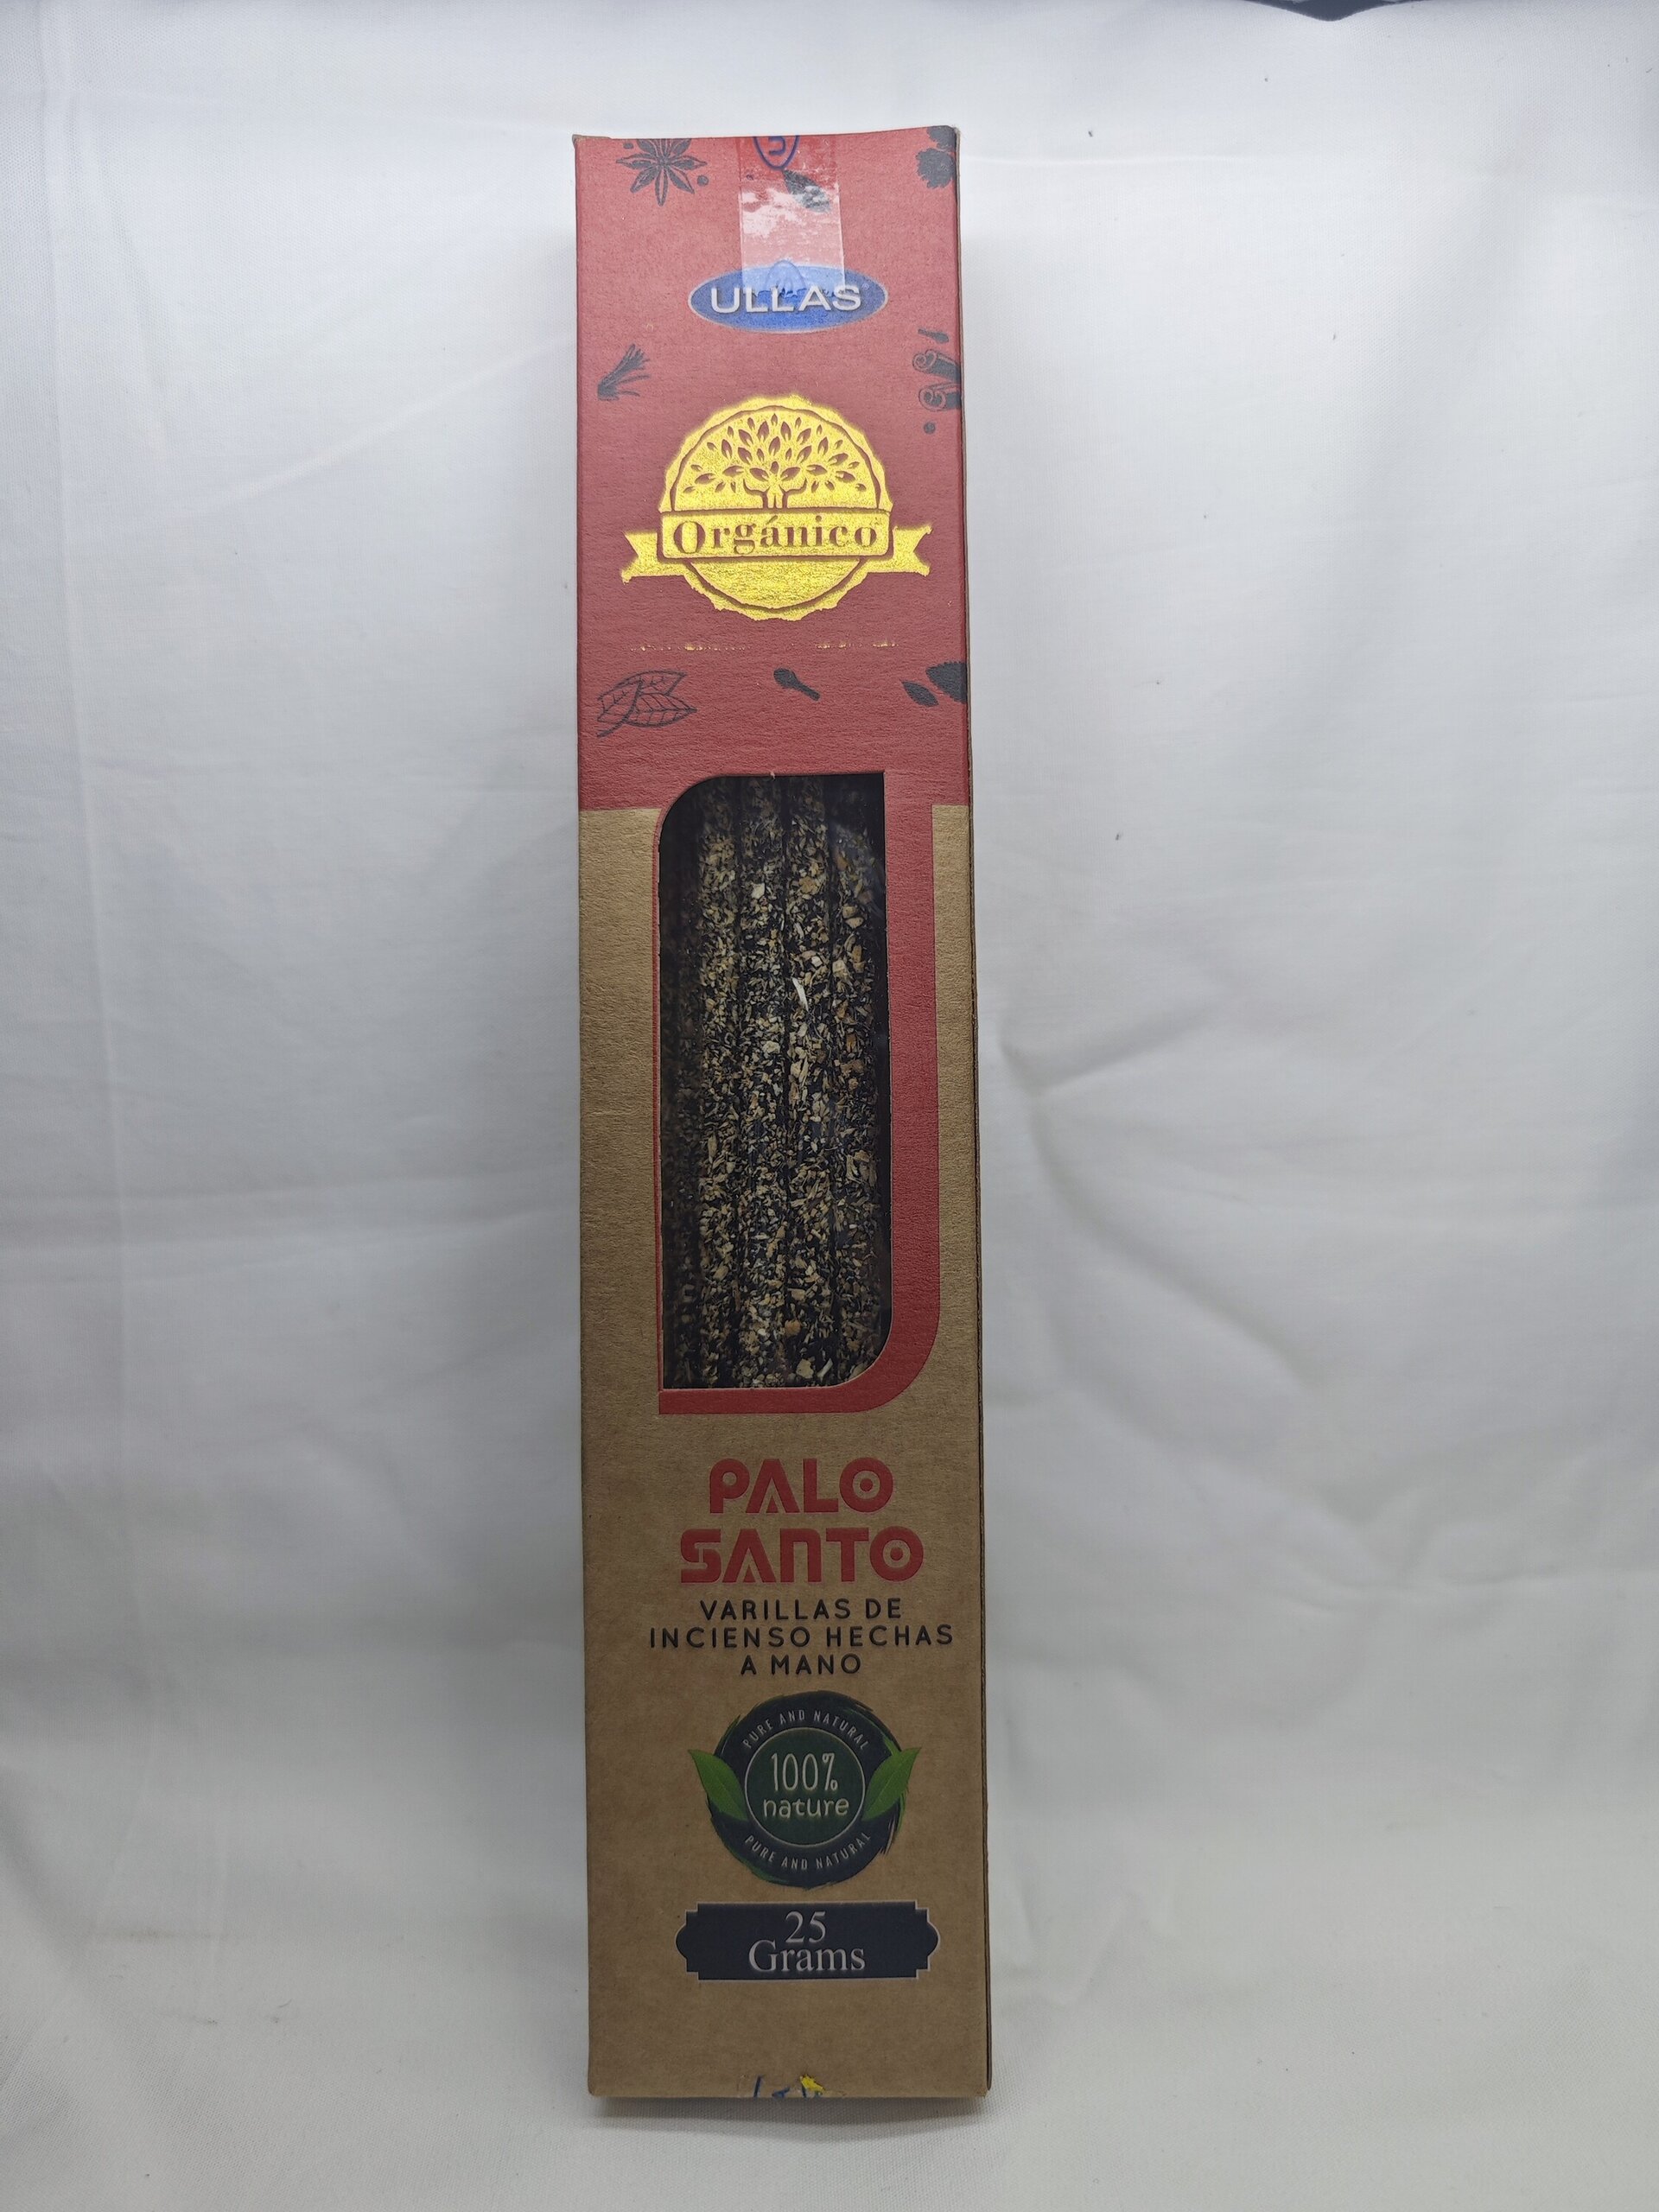 ULLAS
Orgánico
PALO
SANTO
VARILLAS DE
INCIENSO HECHAS
A MANO
PURE AND NATURAL
100%
nature
PURE AND NATURAL
25
Grams